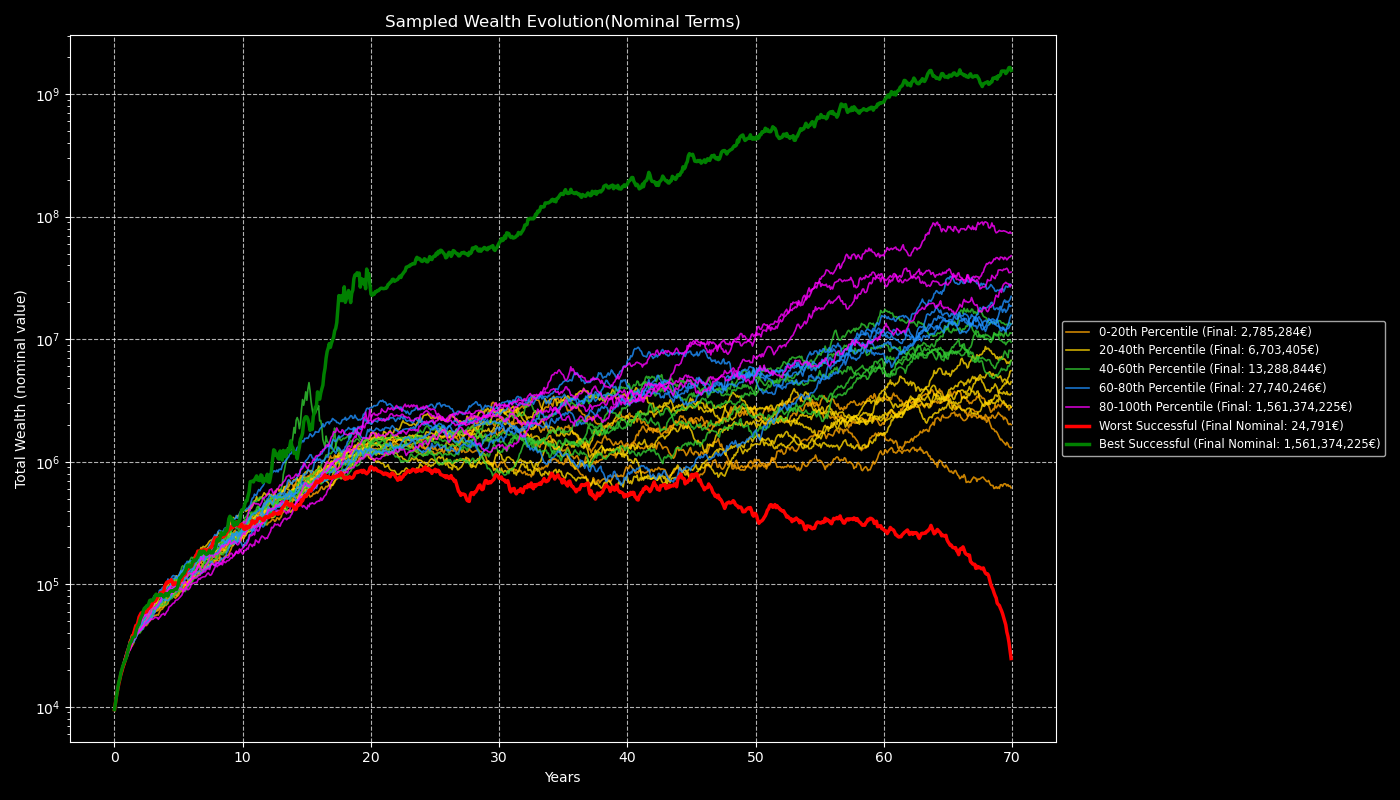 Sampled Wealth Evolution(Nominal Terms)
Total Wealth (nominal value)
10⁹
10⁸
10⁷
10⁶
10⁵
10⁴
0 10 20 30 40 50 60 70
Years
0-20th Percentile (Final: 2,785,284€)
20-40th Percentile (Final: 6,703,405€)
40-60th Percentile (Final: 13,288,844€)
60-80th Percentile (Final: 27,740,246€)
80-100th Percentile (Final: 1,561,374,225€)
Worst Successful (Final Nominal: 24,791€)
Best Successful (Final Nominal: 1,561,374,225€)